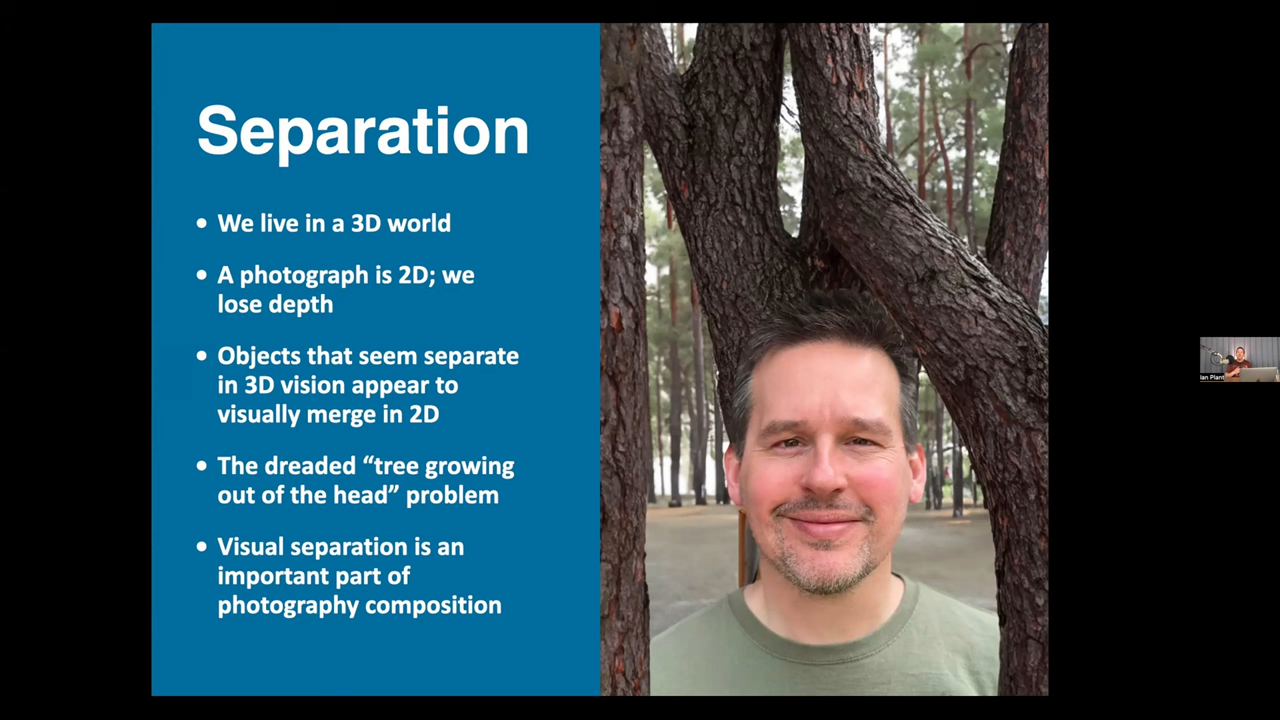 Separation
• We live in a 3D world
• A photograph is 2D; we
lose depth
• Objects that seem separate
in 3D vision appear to
visually merge in 2D
• The dreaded “tree growing
out of the head” problem
• Visual separation is an
important part of
photography composition
Ian Plant